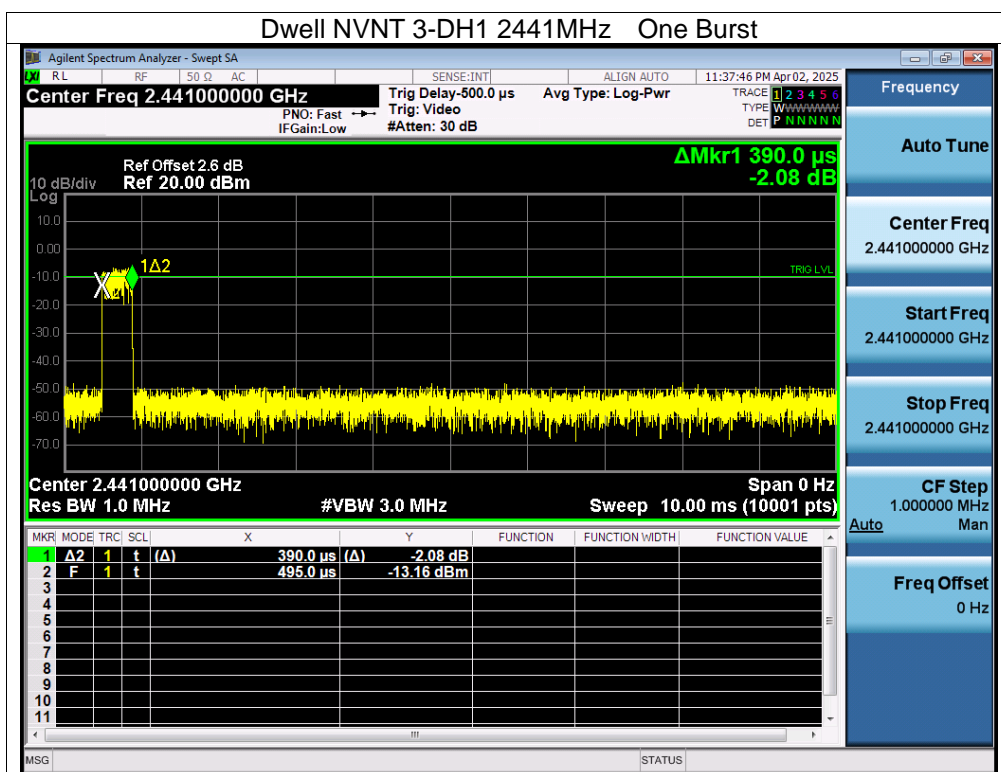 Dwell NVNT 3-DH1 2441MHz One Burst
Agilent Spectrum Analyzer - Swept SA
LXI RL RF 50 Ω AC SENSE:INT ALIGN AUTO 11:37:46 PM Apr 02, 2025
Center Freq 2.441000000 GHz Trig Delay-500.0 µs Avg Type: Log-Pwr TRACE 1 2 3 4 5 6
PNO: Fast Trig: Video TYPE WWWWWW
IFGain:Low #Atten: 30 dB DET P N N N N N
Frequency
ΔMkr1 390.0 µs
-2.08 dB
Ref Offset 2.6 dB
10 dB/div Ref 20.00 dBm
Log
10.0
0.00
-10.0
-20.0
-30.0
-40.0
-50.0
-60.0
-70.0
1Δ2
TRIG LVL
Center 2.441000000 GHz Span 0 Hz
Res BW 1.0 MHz #VBW 3.0 MHz Sweep 10.00 ms (10001 pts)
MKR MODE TRC SCL X Y FUNCTION FUNCTION WIDTH FUNCTION VALUE
1 Δ2 1 t (Δ) 390.0 µs (Δ) -2.08 dB
2 F 1 t 495.0 µs -13.16 dBm
3
4
5
6
7
8
9
10
11
MSG STATUS
Auto Tune
Center Freq
2.441000000 GHz
Start Freq
2.441000000 GHz
Stop Freq
2.441000000 GHz
CF Step
1.000000 MHz
Auto Man
Freq Offset
0 Hz